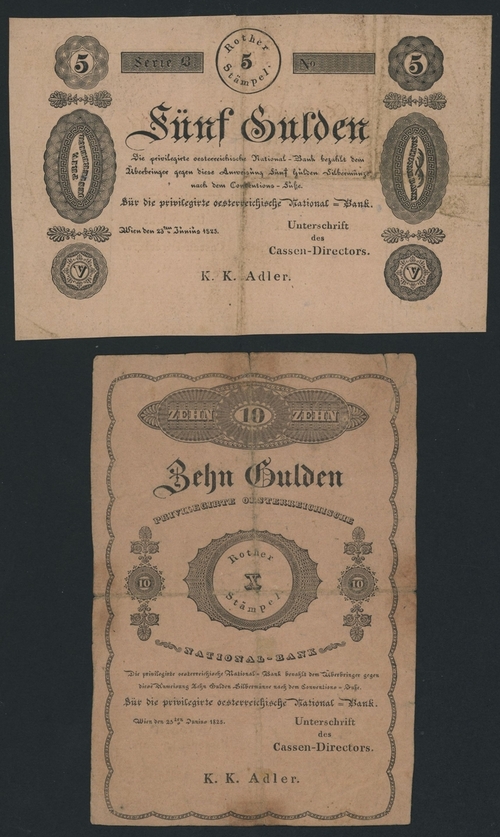 5
Serie B.
Rother
5
Stämpel.
No
5
Fünf Gulden
Die privilegirte oesterreichische National-Bank bezahlt dem
Überbringer gegen diese Anweisung Fünf Gulden Silbermünze
nach dem Conventions-Fuße.
Für die privilegirte oesterreichische National=Bank.
Wien den 23ten Junius 1825.
Unterschrift
des
Cassen-Directors.
V
V
K. K. Adler.
ZEHN 10 ZEHN
Zehn Gulden
PRIVILEGIRTE OESTERREICHISCHE
Rother
X
Stämpel.
10
10
NATIONAL-BANK
Die privilegirte oesterreichische National-Bank bezahlt dem Überbringer gegen
diese Anweisung Zehn Gulden Silbermünze nach dem Conventions-Fuße.
Für die privilegirte oesterreichische National=Bank.
Wien den 23ten Junius 1825.
Unterschrift
des
Cassen-Directors.
K. K. Adler.